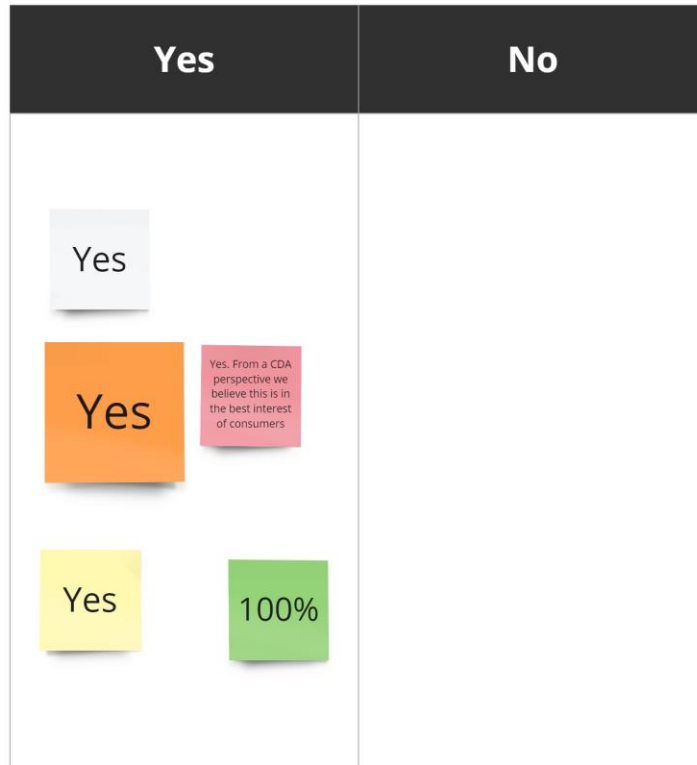 Yes
No
Yes
Yes
Yes. From a CDA
perspective we
believe this is in
the best interest
of consumers
Yes
100%